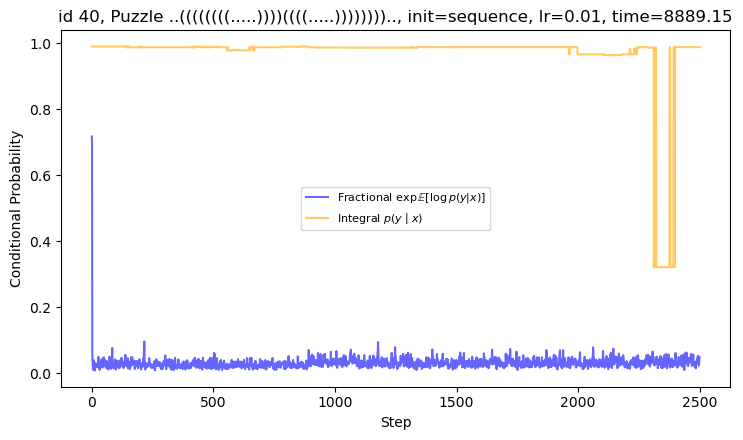 id 40, Puzzle ..((((((((.....))))((((.....)))))))).., init=sequence, lr=0.01, time=8889.15
Conditional Probability
1.0
0.8
0.6
0.4
0.2
0.0
Fractional exp𝔼[log p(y|x)]
Integral p(y | x)
0
500
1000
1500
2000
2500
Step